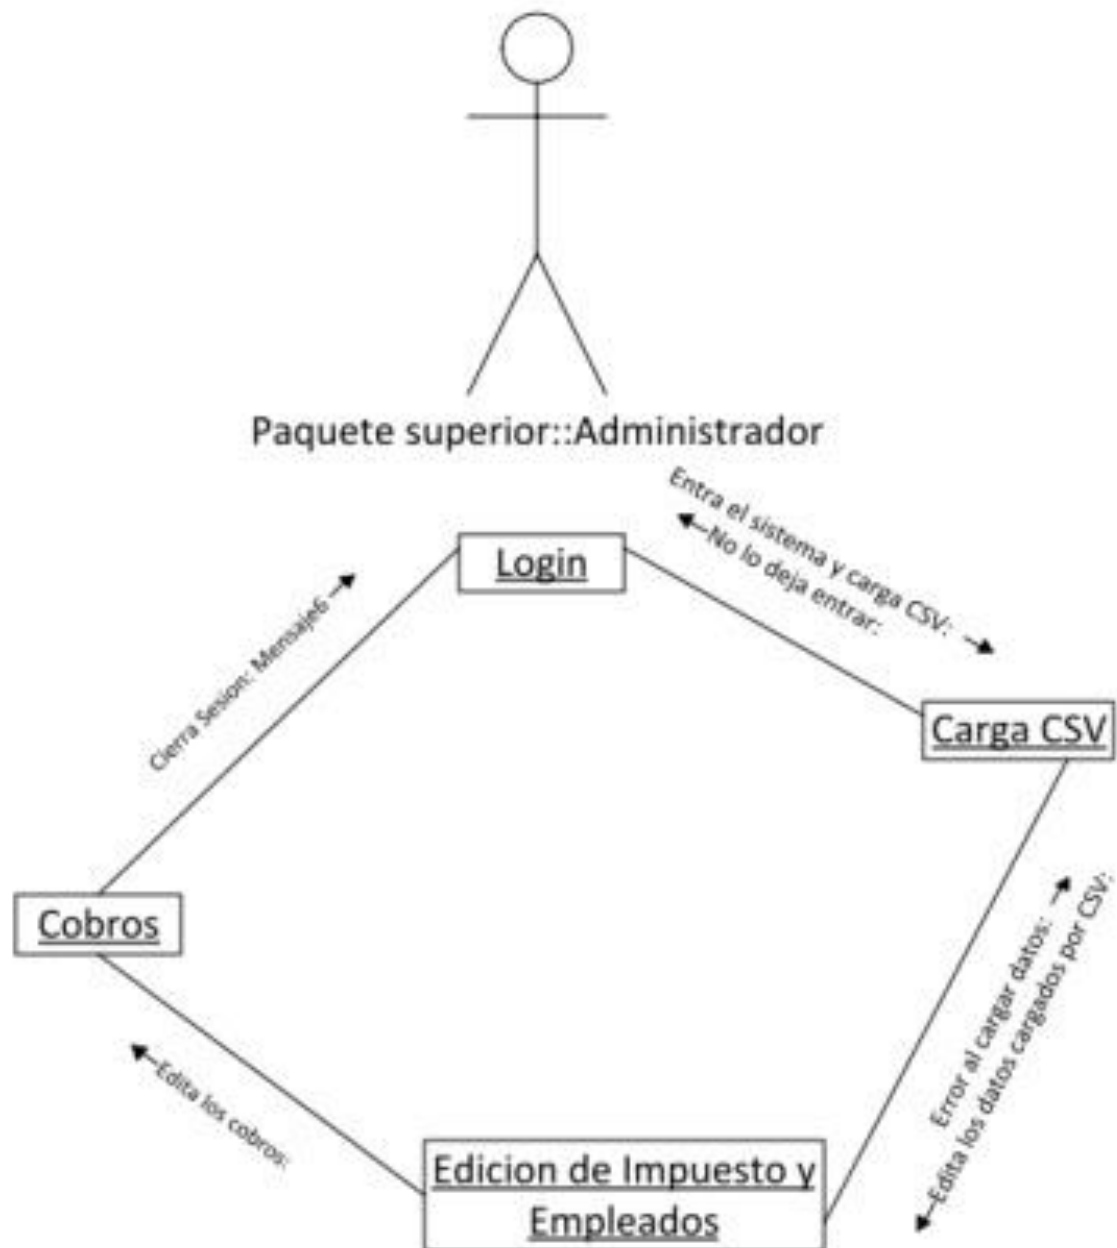 Paquete superior::Administrador
Entra el sistema y carga CSV:
No lo deja entrar:
Login
Cierra Sesion: Mensaje6
Carga CSV
Cobros
Error al cargar datos:
Edita los datos cargados por CSV:
Edita los cobros:
Edicion de Impuesto y
Empleados